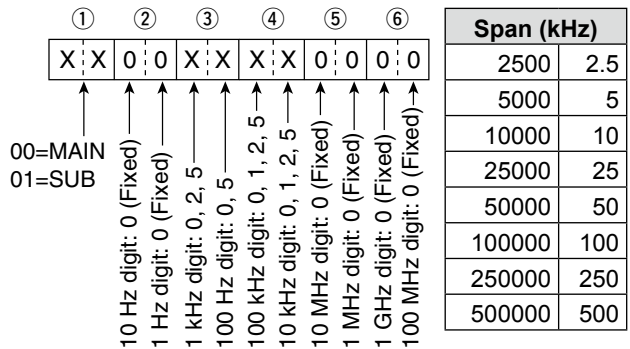 ① ② ③ ④ ⑤ ⑥
X X 0 0 X X X X 0 0 0 0
00=MAIN
01=SUB
10 Hz digit: 0 (Fixed)
1 Hz digit: 0 (Fixed)
1 kHz digit: 0, 2, 5
100 Hz digit: 0, 5
100 kHz digit: 0, 1, 2, 5
10 kHz digit: 0, 1, 2, 5
10 MHz digit: 0 (Fixed)
1 MHz digit: 0 (Fixed)
1 GHz digit: 0 (Fixed)
100 MHz digit: 0 (Fixed)
Span (kHz)
2500 2.5
5000 5
10000 10
25000 25
50000 50
100000 100
250000 250
500000 500